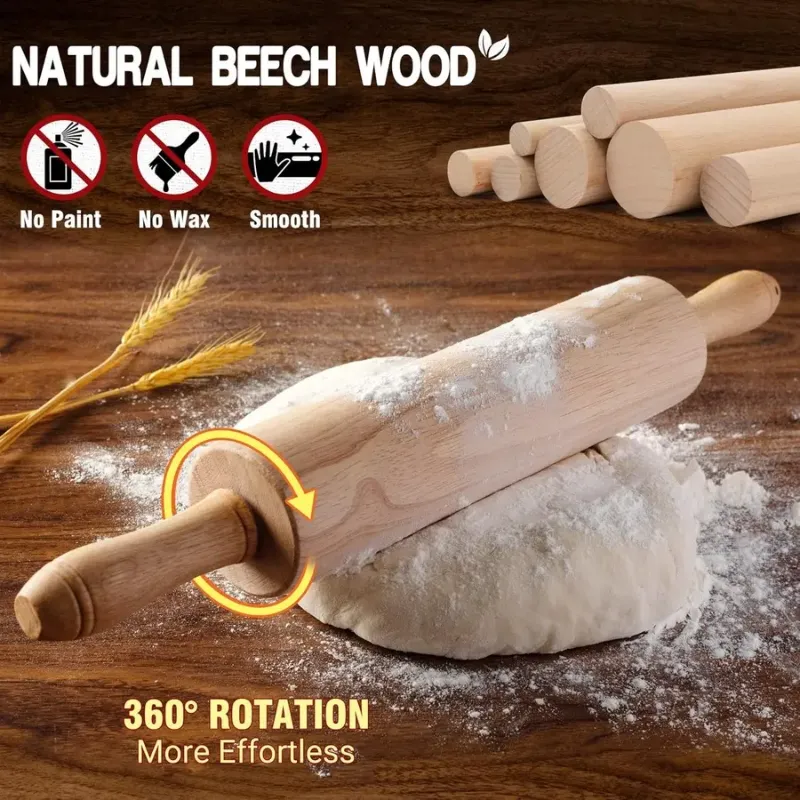 NATURAL BEECH WOOD
No Paint
No Wax
Smooth
360° ROTATION
More Effortless